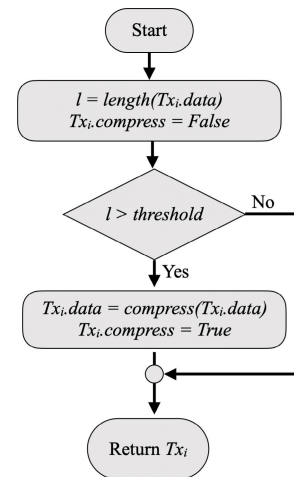 Start
l = length(Txᵢ.data)
Txᵢ.compress = False
l > threshold
No
Yes
Txᵢ.data = compress(Txᵢ.data)
Txᵢ.compress = True
Return Txᵢ